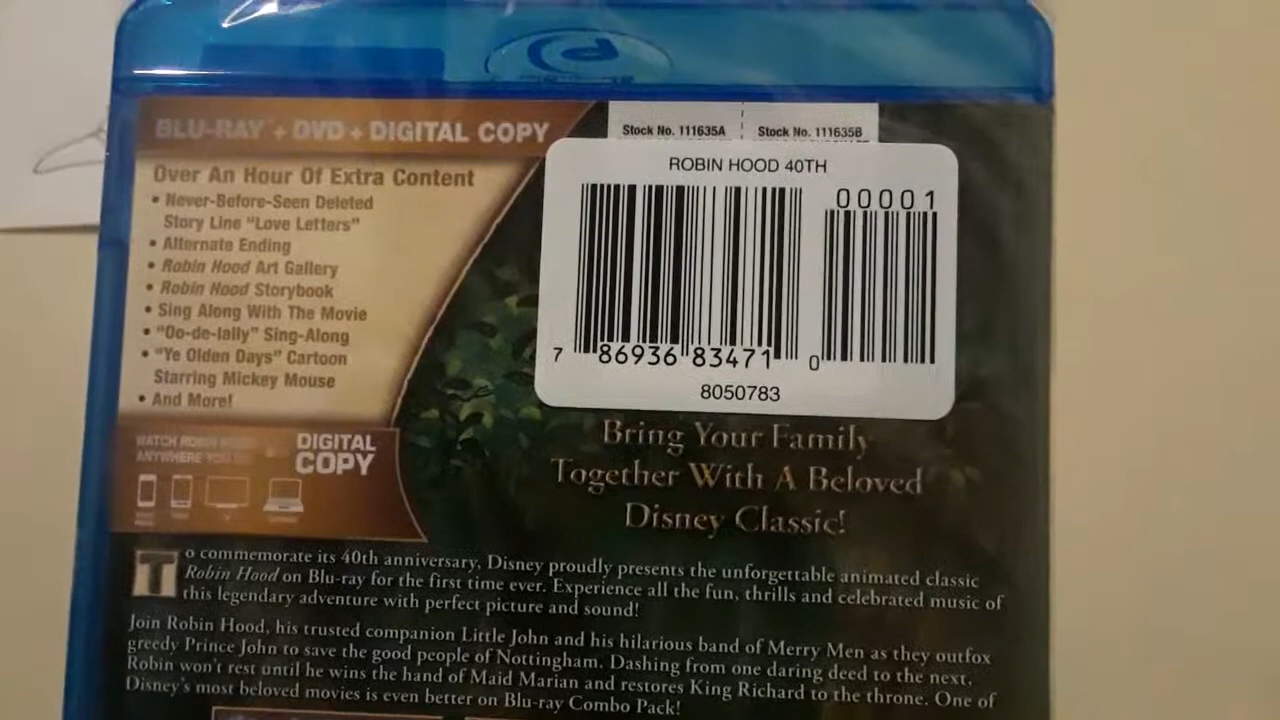 BLU-RAY + DVD + DIGITAL COPY
Over An Hour Of Extra Content
• Never-Before-Seen Deleted
Story Line "Love Letters"
• Alternate Ending
• Robin Hood Art Gallery
• Robin Hood Storybook
• Sing Along With The Movie
• "Oo-de-lally" Sing-Along
• "Ye Olden Days" Cartoon
Starring Mickey Mouse
• And More!
WATCH ROBIN
ANYWHERE YOU
DIGITAL
COPY
Stock No. 111635A
Stock No. 111635B
ROBIN HOOD 40TH
00001
7 86936 83471 0
8050783
Bring Your Family
Together With A Beloved
Disney Classic!
To commemorate its 40th anniversary, Disney proudly presents the unforgettable animated classic
Robin Hood on Blu-ray for the first time ever. Experience all the fun, thrills and celebrated music of
this legendary adventure with perfect picture and sound!
Join Robin Hood, his trusted companion Little John and his hilarious band of Merry Men as they outfox
greedy Prince John to save the good people of Nottingham. Dashing from one daring deed to the next,
Robin won't rest until he wins the hand of Maid Marian and restores King Richard to the throne. One of
Disney's most beloved movies is even better on Blu-ray Combo Pack!